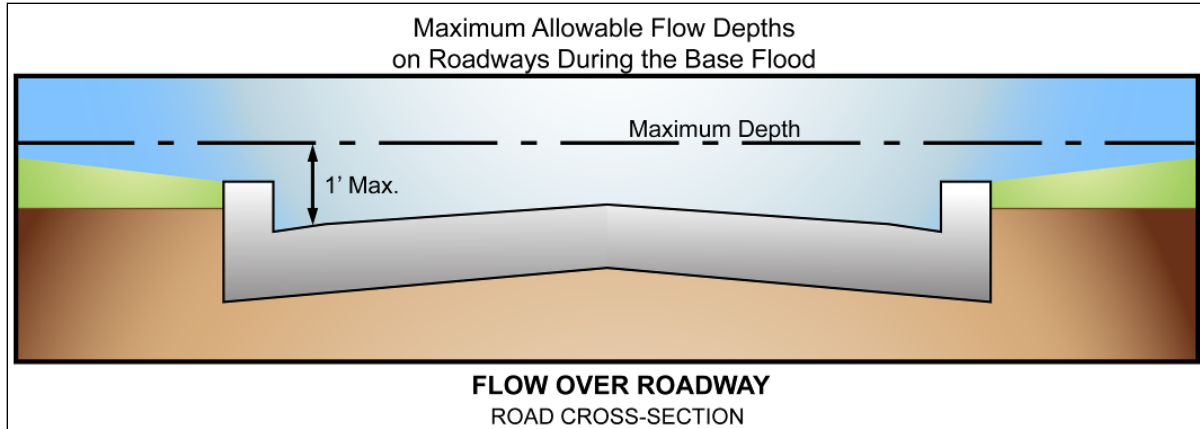 Maximum Allowable Flow Depths
on Roadways During the Base Flood
Maximum Depth
1' Max.
FLOW OVER ROADWAY
ROAD CROSS-SECTION